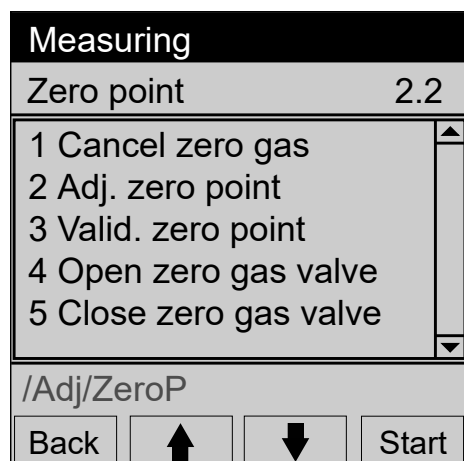 Measuring
Zero point 2.2
1 Cancel zero gas
2 Adj. zero point
3 Valid. zero point
4 Open zero gas valve
5 Close zero gas valve
/Adj/ZeroP
Back Start